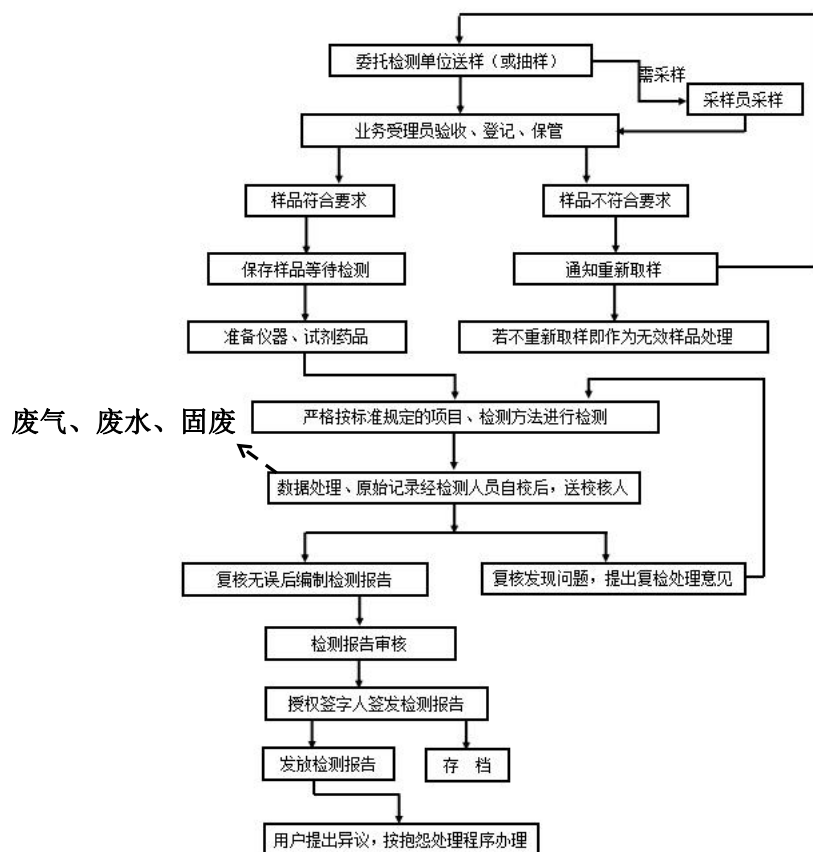 委托检测单位送样（或抽样）
需采样
采样员采样
业务受理员验收、登记、保管
样品符合要求
样品不符合要求
保存样品等待检测
通知重新取样
准备仪器、试剂药品
若不重新取样即作为无效样品处理
严格按标准规定的项目、检测方法进行检测
废气、废水、固废
数据处理、原始记录经检测人员自校后，送校核人
复核无误后编制检测报告
复核发现问题，提出复检处理意见
检测报告审核
授权签字人签发检测报告
发放检测报告
存 档
用户提出异议，按抱怨处理程序办理